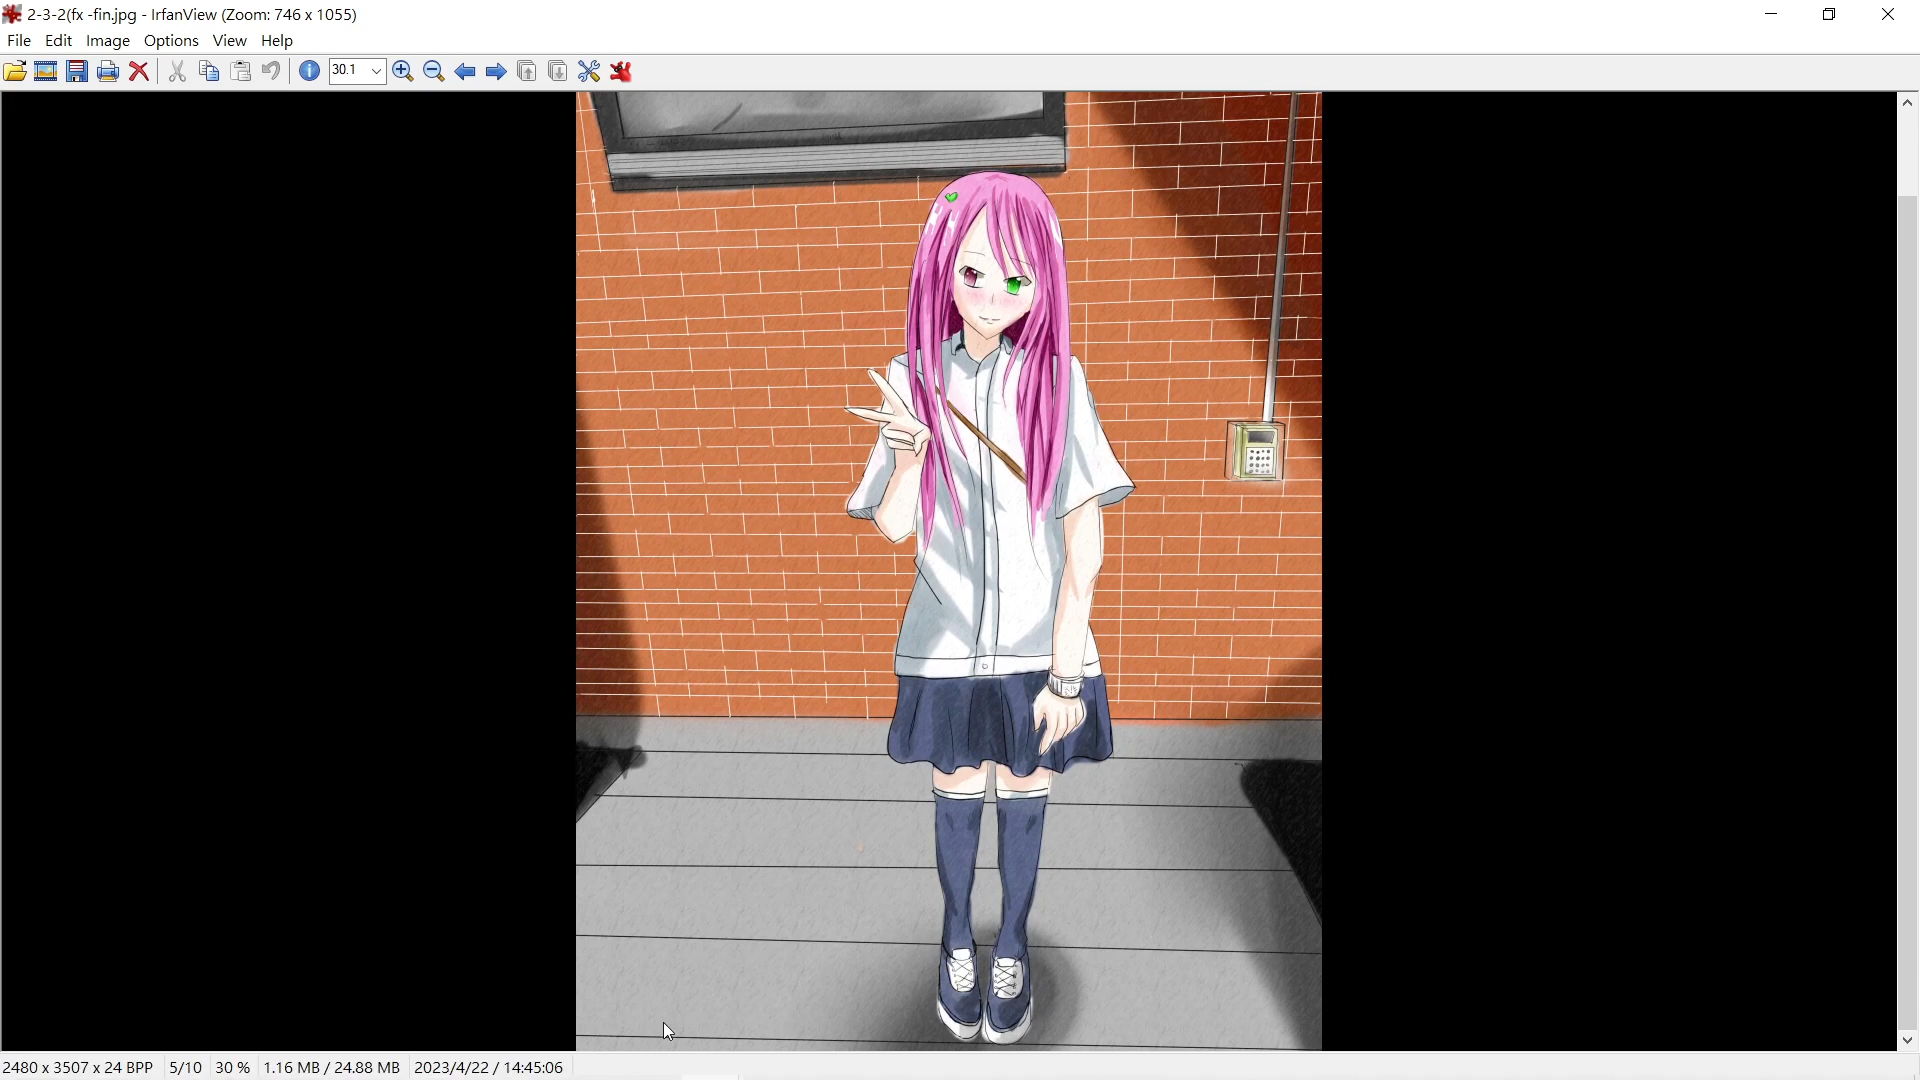 2-3-2(fx -fin.jpg - IrfanView (Zoom: 746 x 1055)
File Edit Image Options View Help
30.1
2480 x 3507 x 24 BPP 5/10 30 % 1.16 MB / 24.88 MB 2023/4/22 / 14:45:06